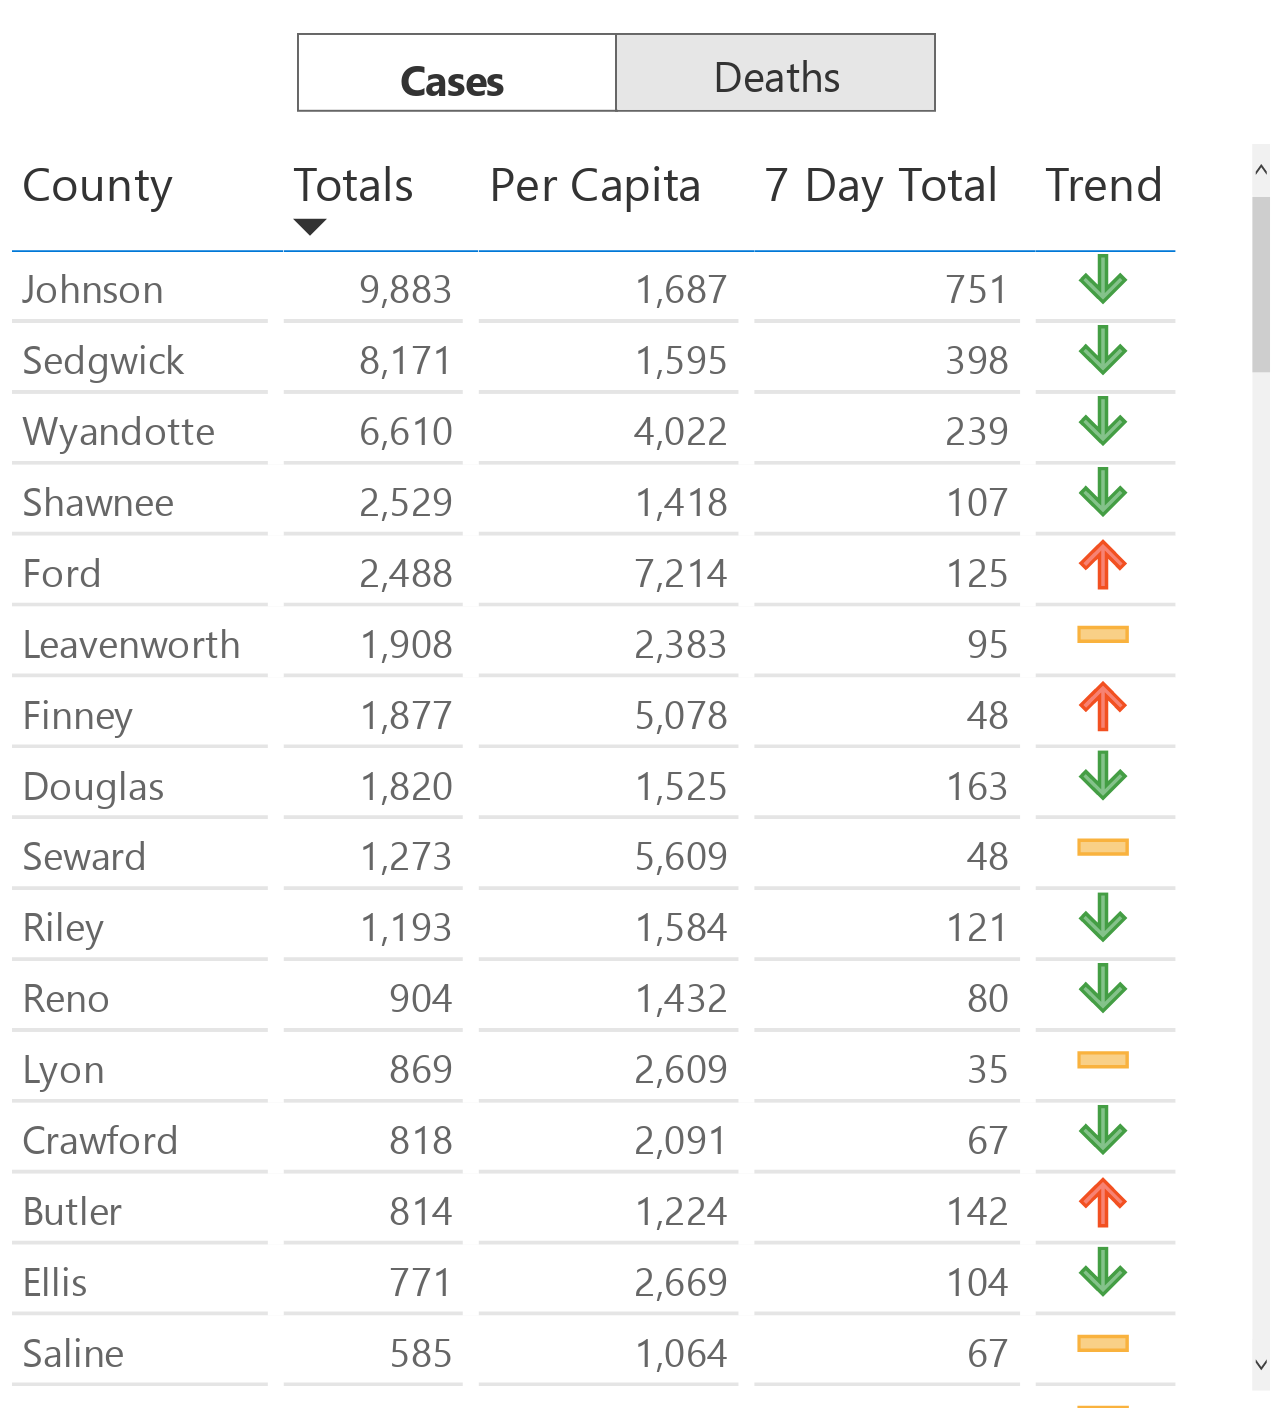 Cases Deaths
County Totals Per Capita 7 Day Total Trend
Johnson 9,883 1,687 751
Sedgwick 8,171 1,595 398
Wyandotte 6,610 4,022 239
Shawnee 2,529 1,418 107
Ford 2,488 7,214 125
Leavenworth 1,908 2,383 95
Finney 1,877 5,078 48
Douglas 1,820 1,525 163
Seward 1,273 5,609 48
Riley 1,193 1,584 121
Reno 904 1,432 80
Lyon 869 2,609 35
Crawford 818 2,091 67
Butler 814 1,224 142
Ellis 771 2,669 104
Saline 585 1,064 67